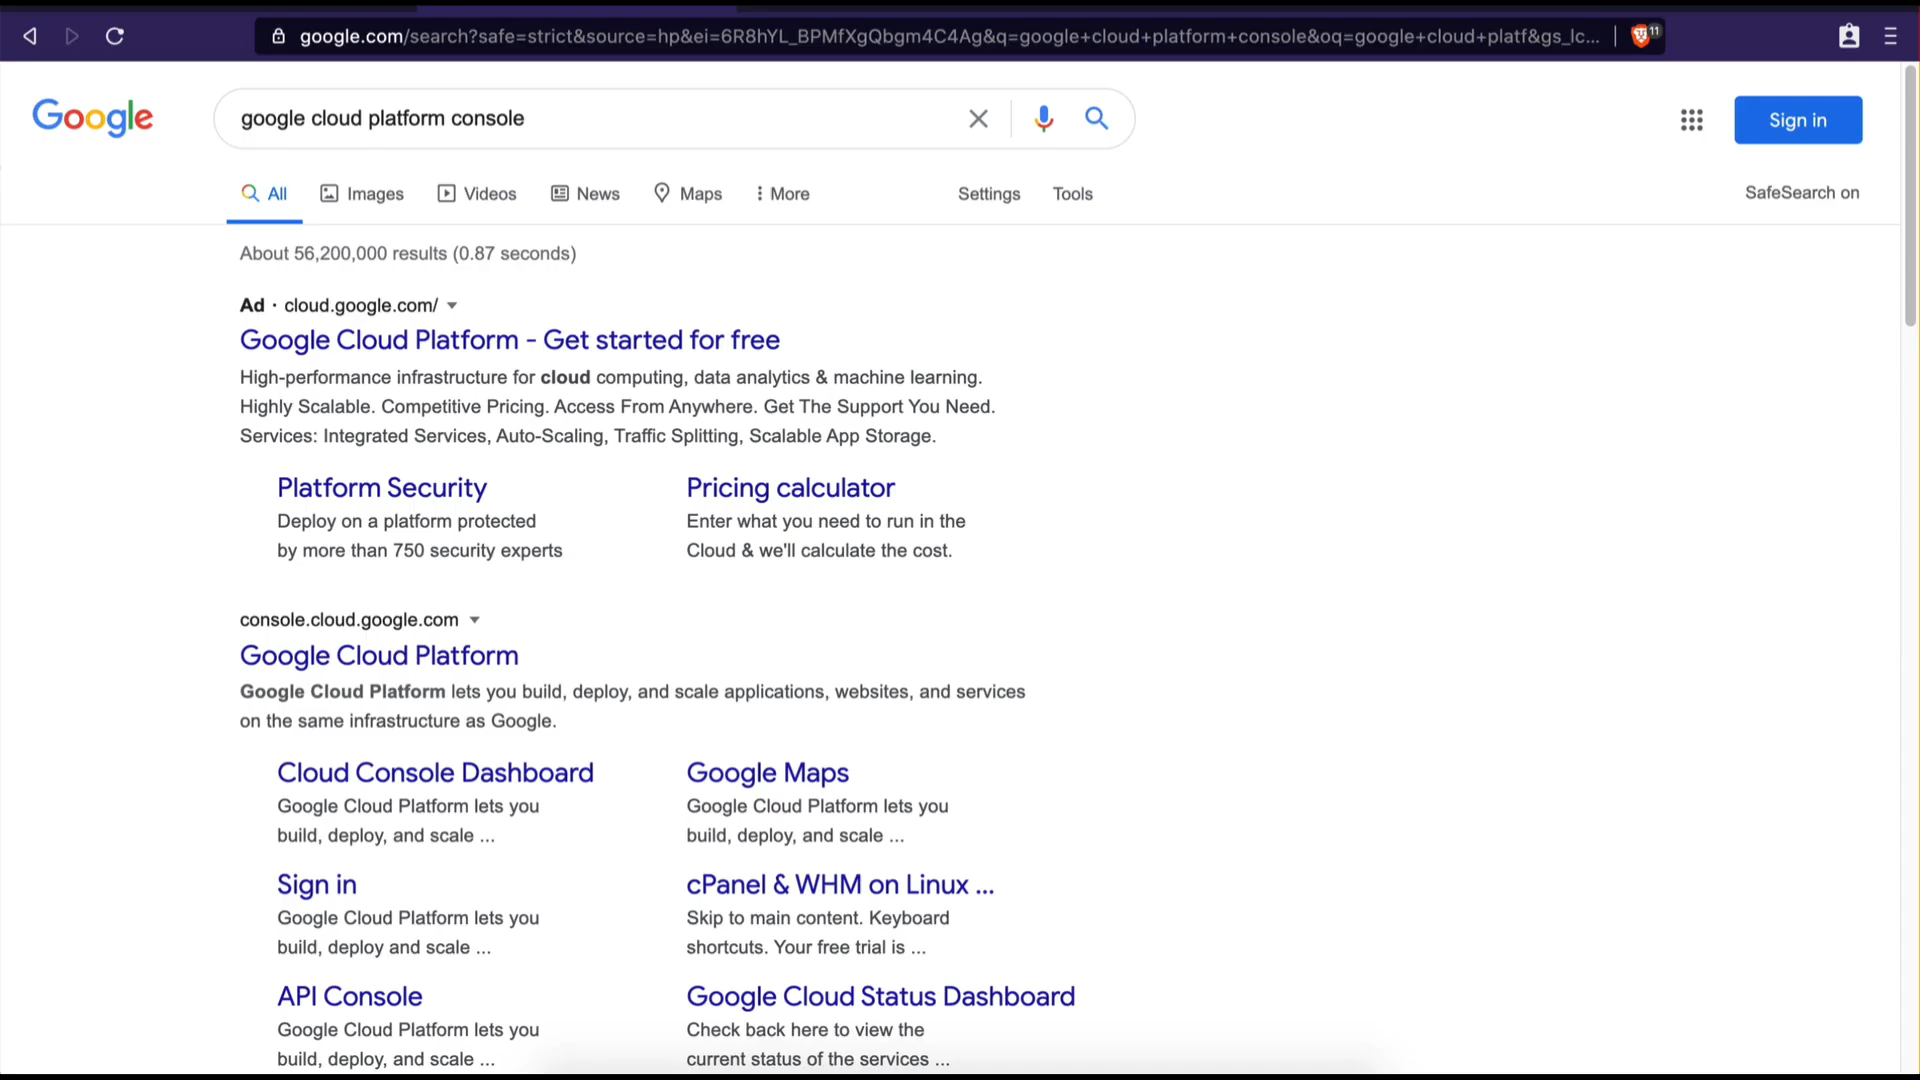 google.com/search?safe=strict&source=hp&ei=6R8hYL_BPMfXgQbgm4C4Ag&q=google+cloud+platform+console&oq=google+cloud+platf&gs_lc... 11
Google google cloud platform console Sign in
All Images Videos News Maps More Settings Tools SafeSearch on
About 56,200,000 results (0.87 seconds)
Ad · cloud.google.com/
Google Cloud Platform - Get started for free
High-performance infrastructure for cloud computing, data analytics & machine learning.
Highly Scalable. Competitive Pricing. Access From Anywhere. Get The Support You Need.
Services: Integrated Services, Auto-Scaling, Traffic Splitting, Scalable App Storage.
Platform Security
Deploy on a platform protected
by more than 750 security experts
Pricing calculator
Enter what you need to run in the
Cloud & we'll calculate the cost.
console.cloud.google.com
Google Cloud Platform
Google Cloud Platform lets you build, deploy, and scale applications, websites, and services
on the same infrastructure as Google.
Cloud Console Dashboard
Google Cloud Platform lets you
build, deploy, and scale ...
Google Maps
Google Cloud Platform lets you
build, deploy, and scale ...
Sign in
Google Cloud Platform lets you
build, deploy and scale ...
cPanel & WHM on Linux ...
Skip to main content. Keyboard
shortcuts. Your free trial is ...
API Console
Google Cloud Platform lets you
build, deploy, and scale ...
Google Cloud Status Dashboard
Check back here to view the
current status of the services ...